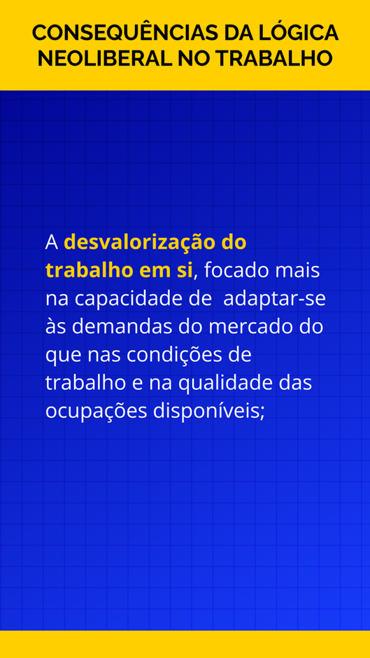 CONSEQUÊNCIAS DA LÓGICA
NEOLIBERAL NO TRABALHO
A desvalorização do
trabalho em si, focado mais
na capacidade de  adaptar-se
às demandas do mercado do
que nas condições de
trabalho e na qualidade das
ocupações disponíveis;